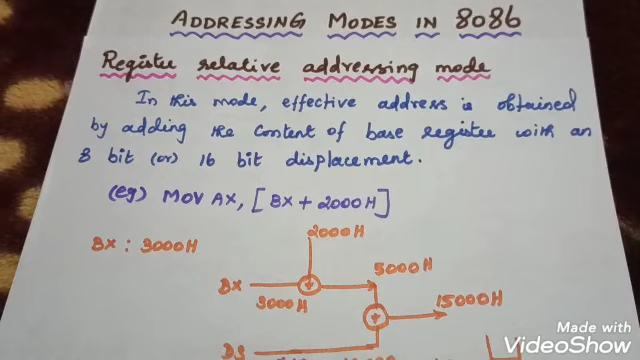 ADDRESSING MODES IN 8086
Register relative addressing mode
In this mode, effective address is obtained
by adding the content of base register with an
8 bit (or) 16 bit displacement.
(eg) MOV AX, [BX + 2000H]
2000H
BX : 3000H
5000H
BX
3000H
15000H
DS
Made with
VideoShow